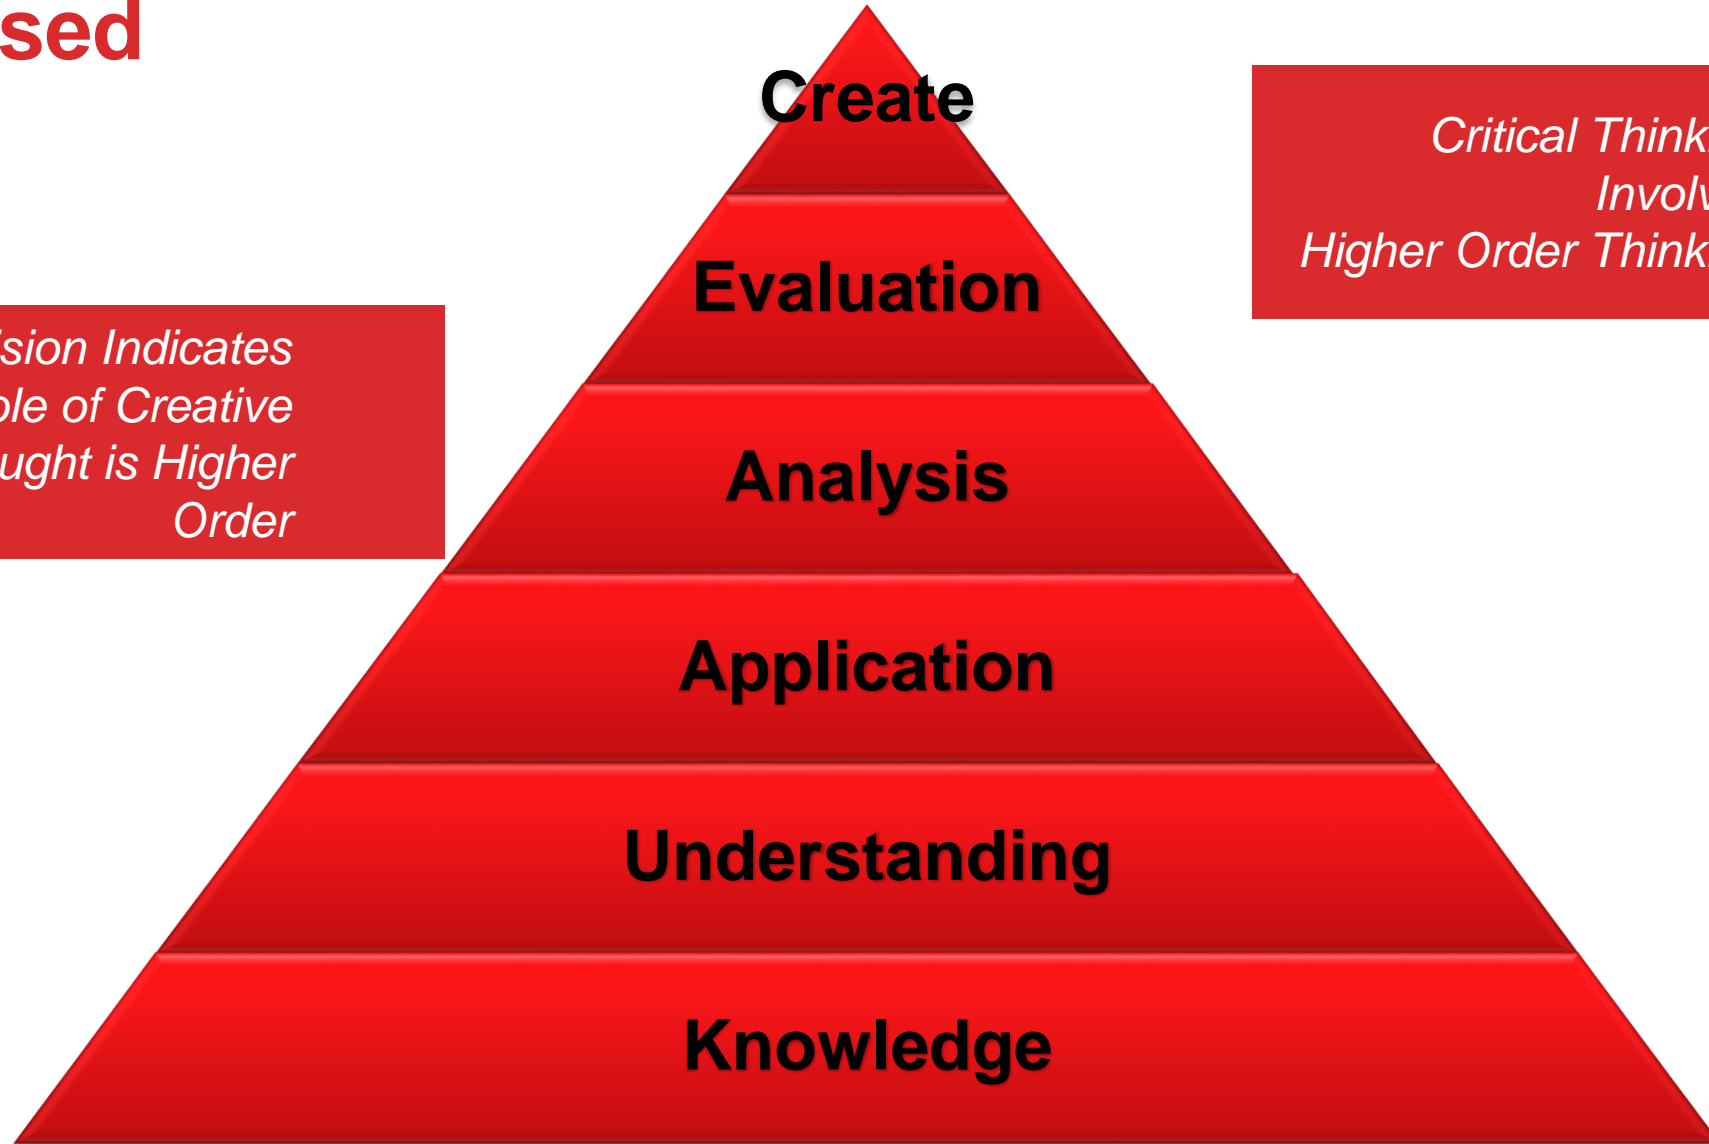 sed
Create
Critical Think
Involv
Higher Order Think
Evaluation
sion Indicates
ole of Creative
ught is Higher
Order
Analysis
Application
Understanding
Knowledge